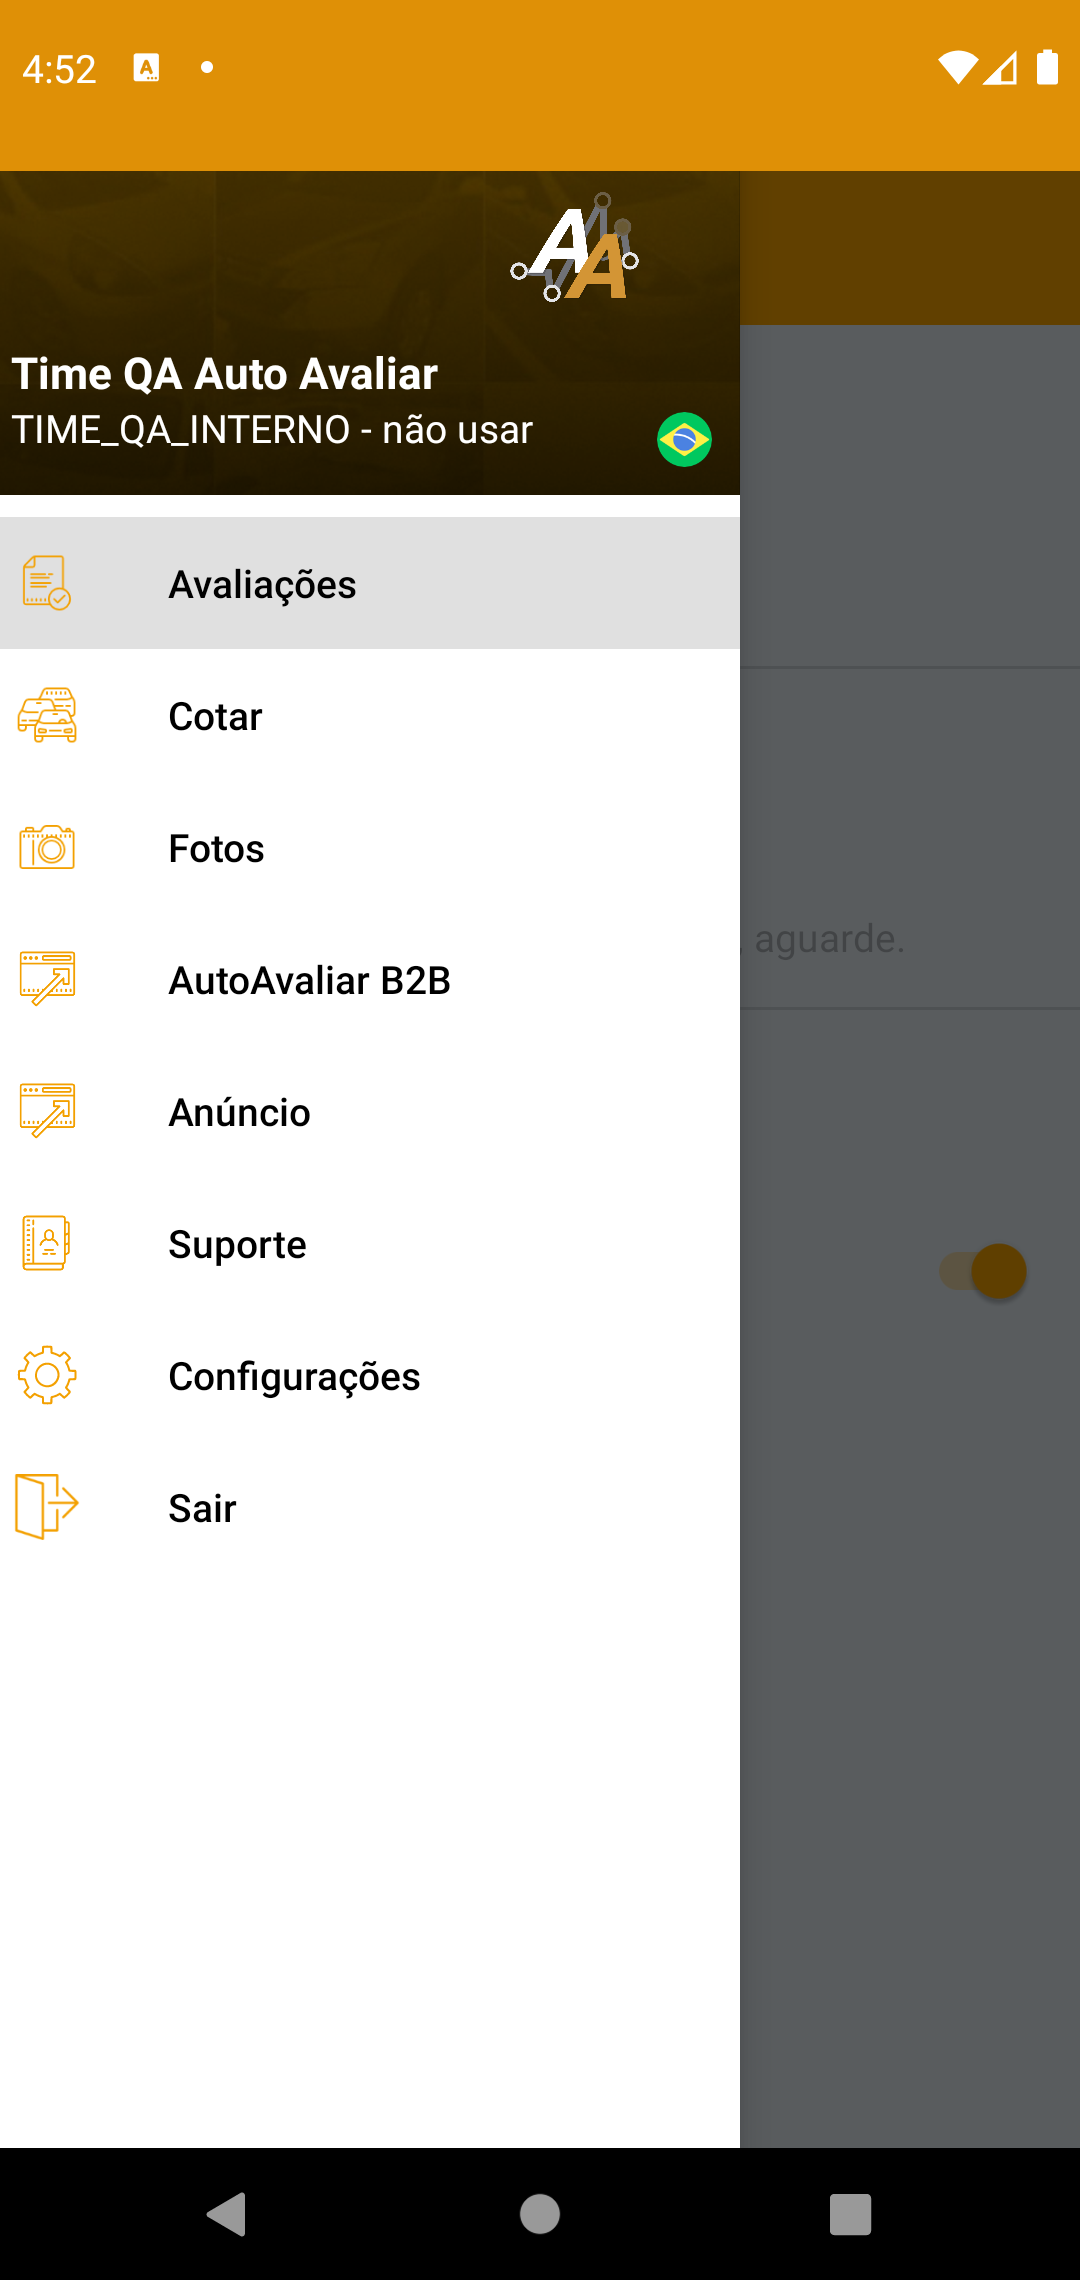 4:52
AA
Time QA Auto Avaliar
TIME_QA_INTERNO - não usar
Avaliações
Cotar
Fotos
aguarde.
AutoAvaliar B2B
Anúncio
Suporte
Configurações
Sair